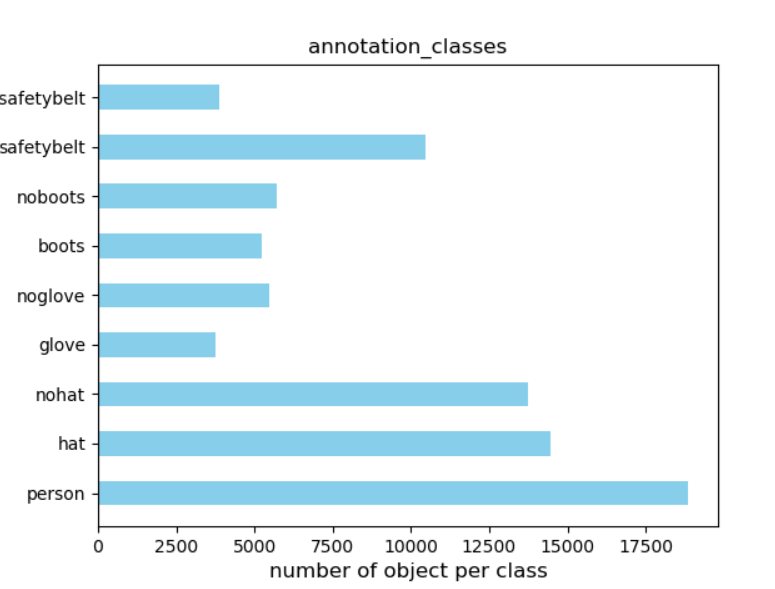 annotation_classes
safetybelt
safetybelt
noboots
boots
noglove
glove
nohat
hat
person
0 2500 5000 7500 10000 12500 15000 17500
number of object per class